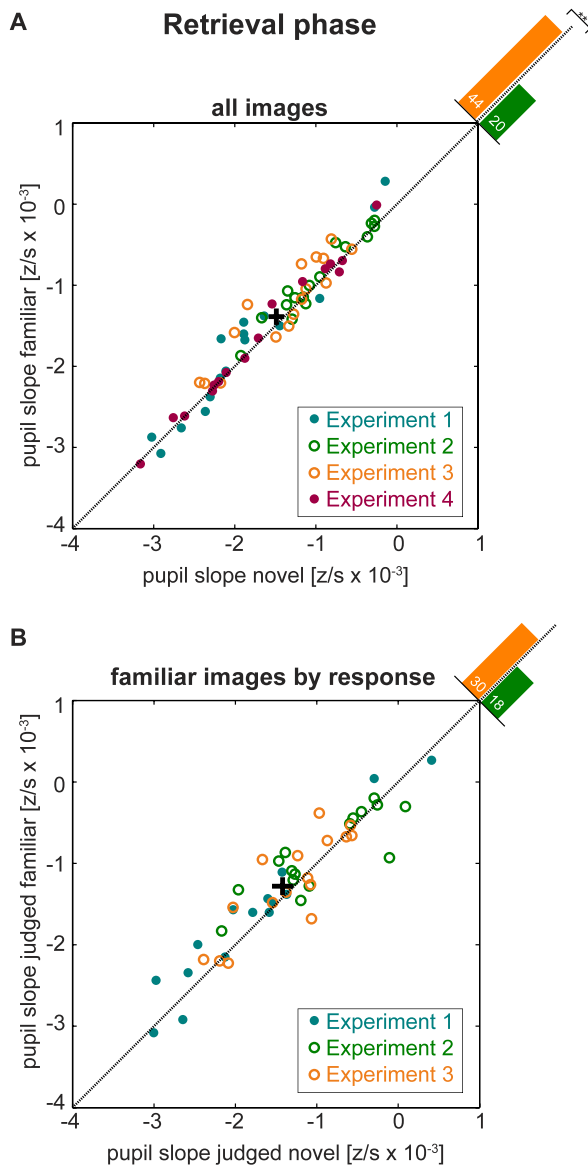 A
Retrieval phase
**
44
20
all images
1
0
-1
-2
-3
-4
pupil slope familiar [z/s x 10⁻³]
Experiment 1
Experiment 2
Experiment 3
Experiment 4
-4 -3 -2 -1 0 1
pupil slope novel [z/s x 10⁻³]
B
30
18
familiar images by response
1
0
-1
-2
-3
-4
pupil slope judged familiar [z/s x 10⁻³]
Experiment 1
Experiment 2
Experiment 3
-4 -3 -2 -1 0 1
pupil slope judged novel [z/s x 10⁻³]